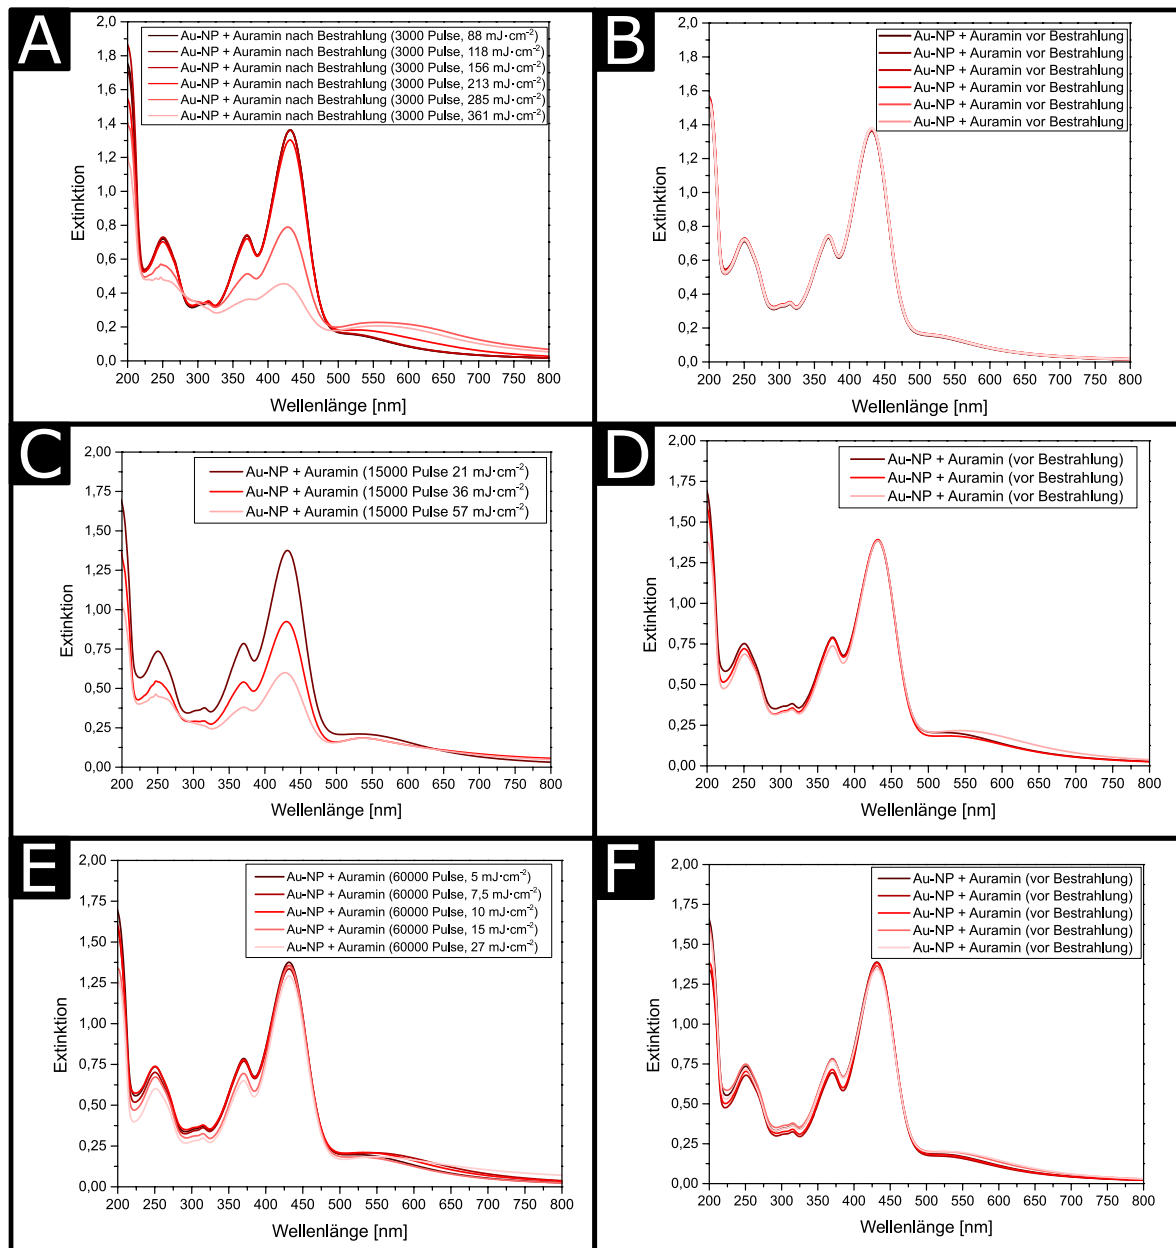 A
Au-NP + Auramin nach Bestrahlung (3000 Pulse, 88 mJ·cm⁻²)
Au-NP + Auramin nach Bestrahlung (3000 Pulse, 118 mJ·cm⁻²)
Au-NP + Auramin nach Bestrahlung (3000 Pulse, 156 mJ·cm⁻²)
Au-NP + Auramin nach Bestrahlung (3000 Pulse, 213 mJ·cm⁻²)
Au-NP + Auramin nach Bestrahlung (3000 Pulse, 285 mJ·cm⁻²)
Au-NP + Auramin nach Bestrahlung (3000 Pulse, 361 mJ·cm⁻²)
2,0
1,8
1,6
1,4
1,2
1,0
0,8
0,6
0,4
0,2
0,0
Extinktion
200 250 300 350 400 450 500 550 600 650 700 750 800
Wellenlänge [nm]
B
Au-NP + Auramin vor Bestrahlung
Au-NP + Auramin vor Bestrahlung
Au-NP + Auramin vor Bestrahlung
Au-NP + Auramin vor Bestrahlung
Au-NP + Auramin vor Bestrahlung
Au-NP + Auramin vor Bestrahlung
2,0
1,8
1,6
1,4
1,2
1,0
0,8
0,6
0,4
0,2
0,0
Extinktion
200 250 300 350 400 450 500 550 600 650 700 750 800
Wellenlänge [nm]
C
Au-NP + Auramin (15000 Pulse 21 mJ·cm⁻²)
Au-NP + Auramin (15000 Pulse 36 mJ·cm⁻²)
Au-NP + Auramin (15000 Pulse 57 mJ·cm⁻²)
2,00
1,75
1,50
1,25
1,00
0,75
0,50
0,25
0,00
Extinktion
200 250 300 350 400 450 500 550 600 650 700 750 800
Wellenlänge [nm]
D
Au-NP + Auramin (vor Bestrahlung)
Au-NP + Auramin (vor Bestrahlung)
Au-NP + Auramin (vor Bestrahlung)
2,00
1,75
1,50
1,25
1,00
0,75
0,50
0,25
0,00
Extinktion
200 250 300 350 400 450 500 550 600 650 700 750 800
Wellenlänge [nm]
E
Au-NP + Auramin (60000 Pulse, 5 mJ·cm⁻²)
Au-NP + Auramin (60000 Pulse, 7,5 mJ·cm⁻²)
Au-NP + Auramin (60000 Pulse, 10 mJ·cm⁻²)
Au-NP + Auramin (60000 Pulse, 15 mJ·cm⁻²)
Au-NP + Auramin (60000 Pulse, 27 mJ·cm⁻²)
2,00
1,75
1,50
1,25
1,00
0,75
0,50
0,25
0,00
Extinktion
200 250 300 350 400 450 500 550 600 650 700 750 800
Wellenlänge [nm]
F
Au-NP + Auramin (vor Bestrahlung)
Au-NP + Auramin (vor Bestrahlung)
Au-NP + Auramin (vor Bestrahlung)
Au-NP + Auramin (vor Bestrahlung)
Au-NP + Auramin (vor Bestrahlung)
2,00
1,75
1,50
1,25
1,00
0,75
0,50
0,25
0,00
Extinktion
200 250 300 350 400 450 500 550 600 650 700 750 800
Wellenlänge [nm]